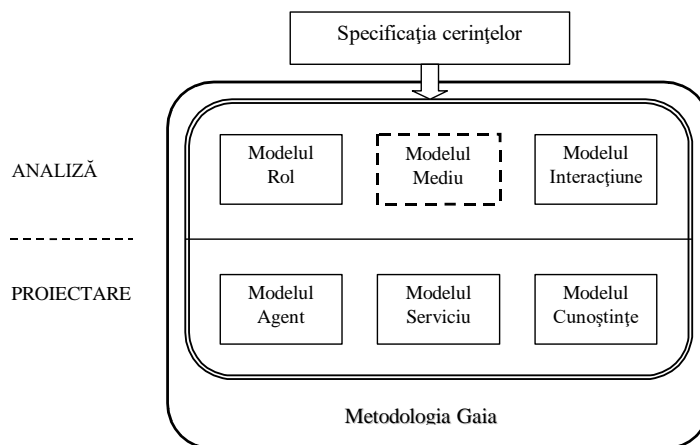 Specificaţia cerinţelor
ANALIZĂ
Modelul
Rol
Modelul
Mediu
Modelul
Interacţiune
PROIECTARE
Modelul
Agent
Modelul
Serviciu
Modelul
Cunoştinţe
Metodologia Gaia